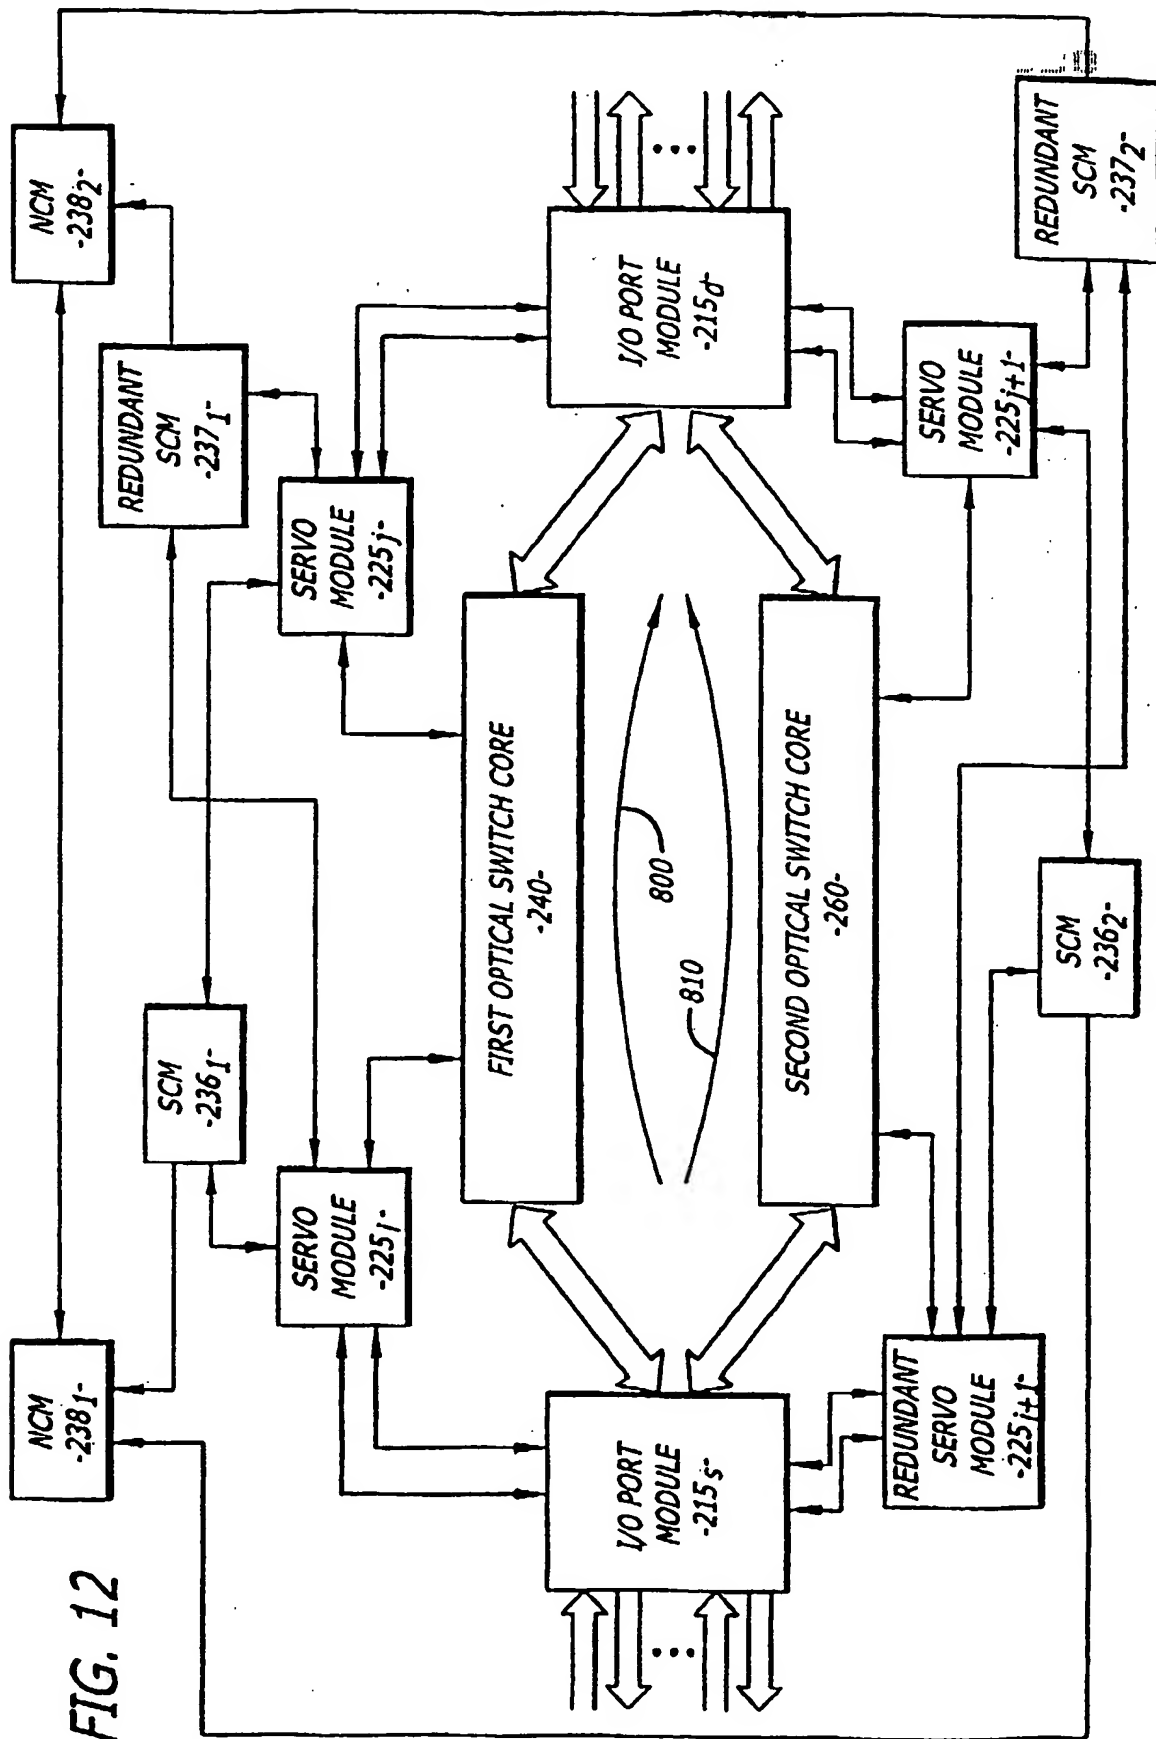 FIG. 12
NCM
-238₁-
NCM
-238₂-
SCM
-236₁-
REDUNDANT
SCM
-237₁-
SERVO
MODULE
-225ᵢ-
SERVO
MODULE
-225ⱼ-
I/O PORT
MODULE
-215ₛ-
FIRST OPTICAL SWITCH CORE
-240-
800
810
SECOND OPTICAL SWITCH CORE
-260-
I/O PORT
MODULE
-215d-
REDUNDANT
SERVO
MODULE
-225ᵢ₊₁-
SERVO
MODULE
-225ⱼ₊₁-
SCM
-236₂-
REDUNDANT
SCM
-237₂-